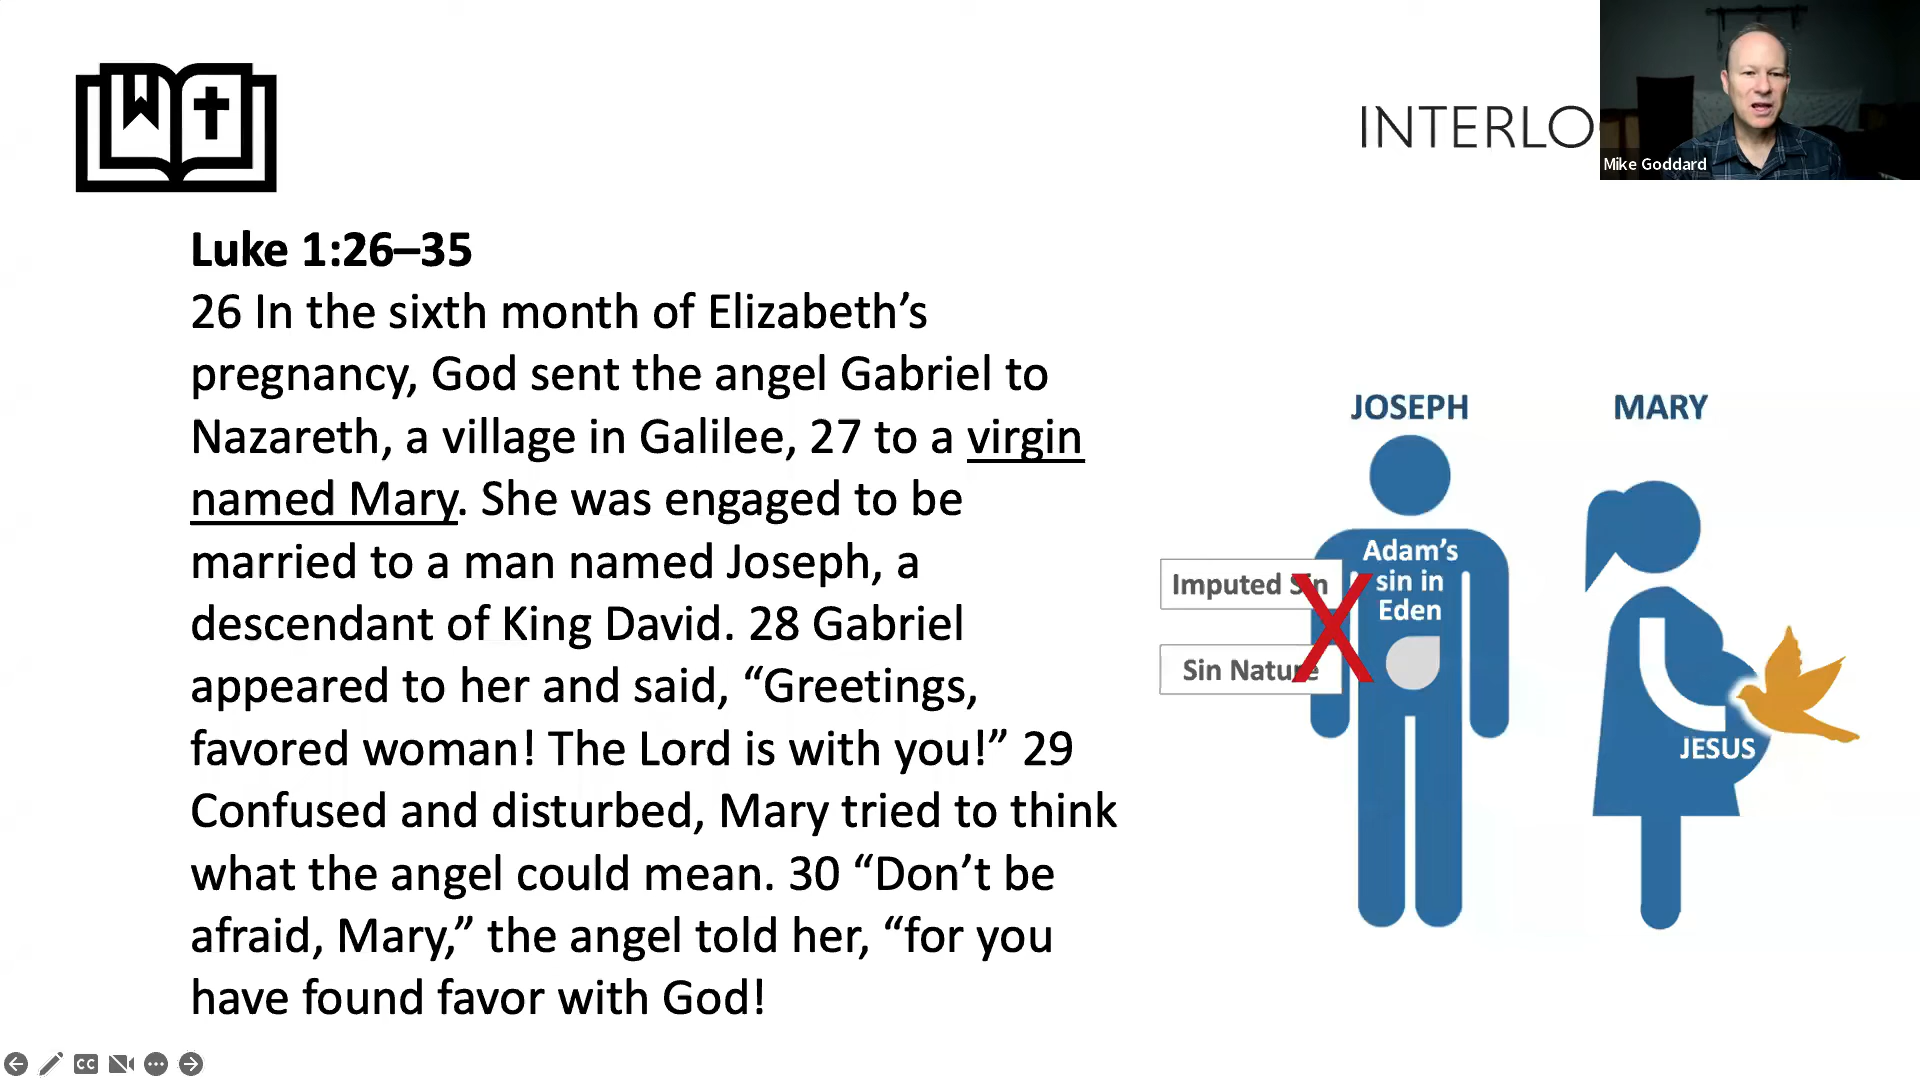 INTERLO
Mike Goddard
Luke 1:26–35
26 In the sixth month of Elizabeth’s
pregnancy, God sent the angel Gabriel to
Nazareth, a village in Galilee, 27 to a virgin
named Mary. She was engaged to be
married to a man named Joseph, a
descendant of King David. 28 Gabriel
appeared to her and said, “Greetings,
favored woman! The Lord is with you!” 29
Confused and disturbed, Mary tried to think
what the angel could mean. 30 “Don’t be
afraid, Mary,” the angel told her, “for you
have found favor with God!
JOSEPH
MARY
Adam’s
sin in
Eden
Imputed Sin
Sin Nature
X
JESUS
CC